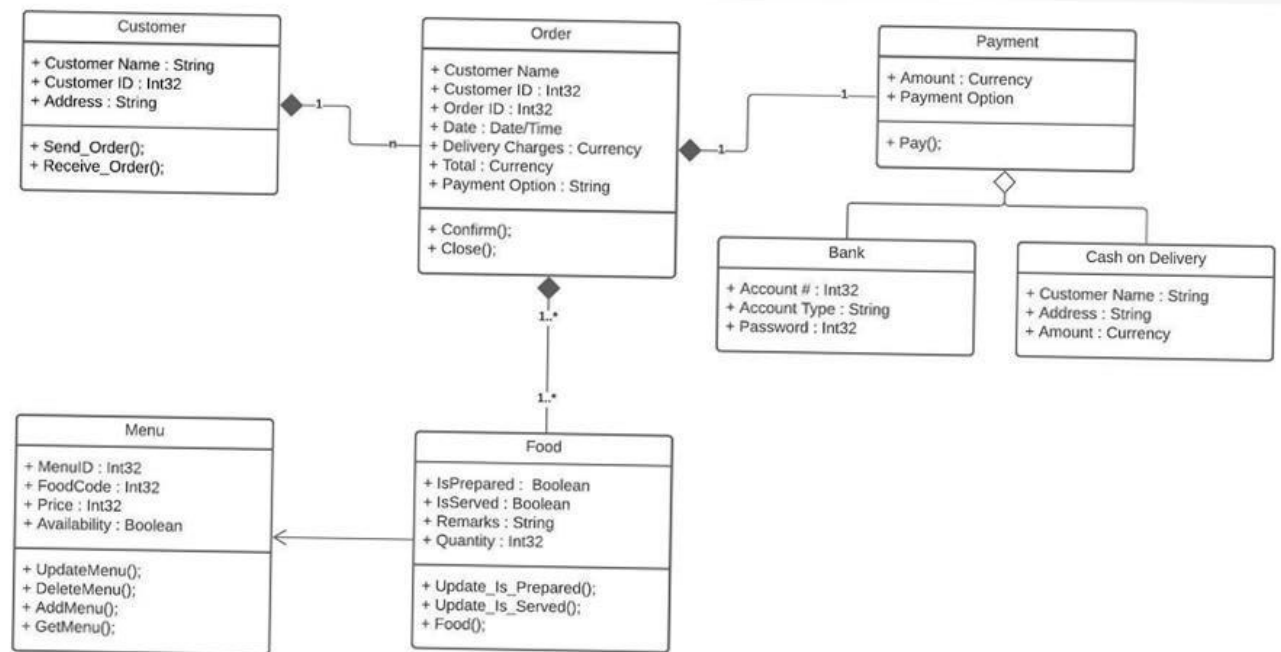 Customer
+ Customer Name : String
+ Customer ID : Int32
+ Address : String
+ Send_Order();
+ Receive_Order();
1
n
Order
+ Customer Name
+ Customer ID : Int32
+ Order ID : Int32
+ Date : Date/Time
+ Delivery Charges : Currency
+ Total : Currency
+ Payment Option : String
+ Confirm();
+ Close();
1
1
Payment
+ Amount : Currency
+ Payment Option
+ Pay();
Bank
+ Account # : Int32
+ Account Type : String
+ Password : Int32
Cash on Delivery
+ Customer Name : String
+ Address : String
+ Amount : Currency
1..*
1..*
Menu
+ MenuID : Int32
+ FoodCode : Int32
+ Price : Int32
+ Availability : Boolean
+ UpdateMenu();
+ DeleteMenu();
+ AddMenu();
+ GetMenu();
Food
+ IsPrepared : Boolean
+ IsServed : Boolean
+ Remarks : String
+ Quantity : Int32
+ Update_Is_Prepared();
+ Update_Is_Served();
+ Food();